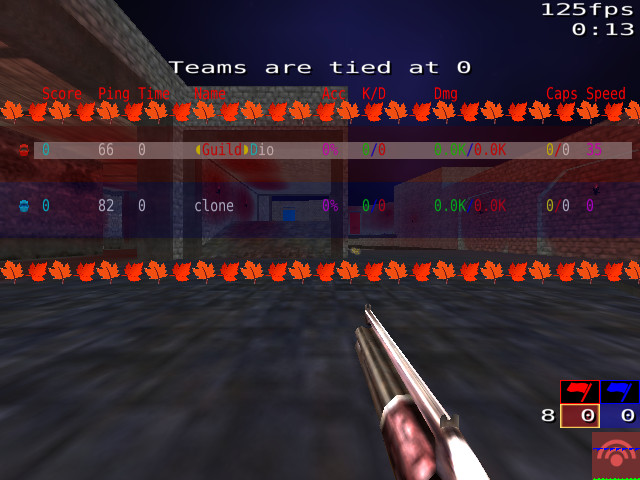 125fps
0:13
Teams are tied at 0
Score Ping Time Name Acc K/D Dmg Caps Speed
0 66 0 Guild Dio 0% 0/0 0.0K/0.0K 0/0 35
0 82 0 clone 0% 0/0 0.0K/0.0K 0/0 0
8 0 0